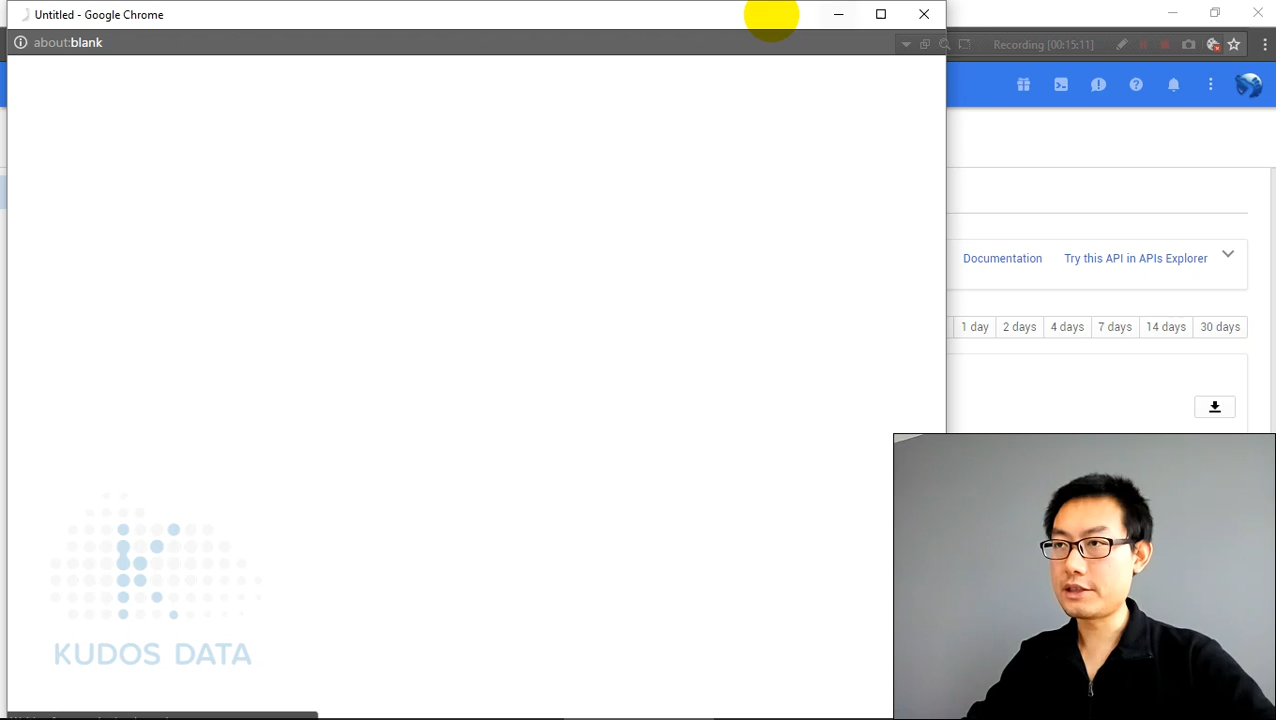 Untitled - Google Chrome
about:blank
Recording [00:15:11]
Documentation
Try this API in APIs Explorer
1 day
2 days
4 days
7 days
14 days
30 days
KUDOS DATA